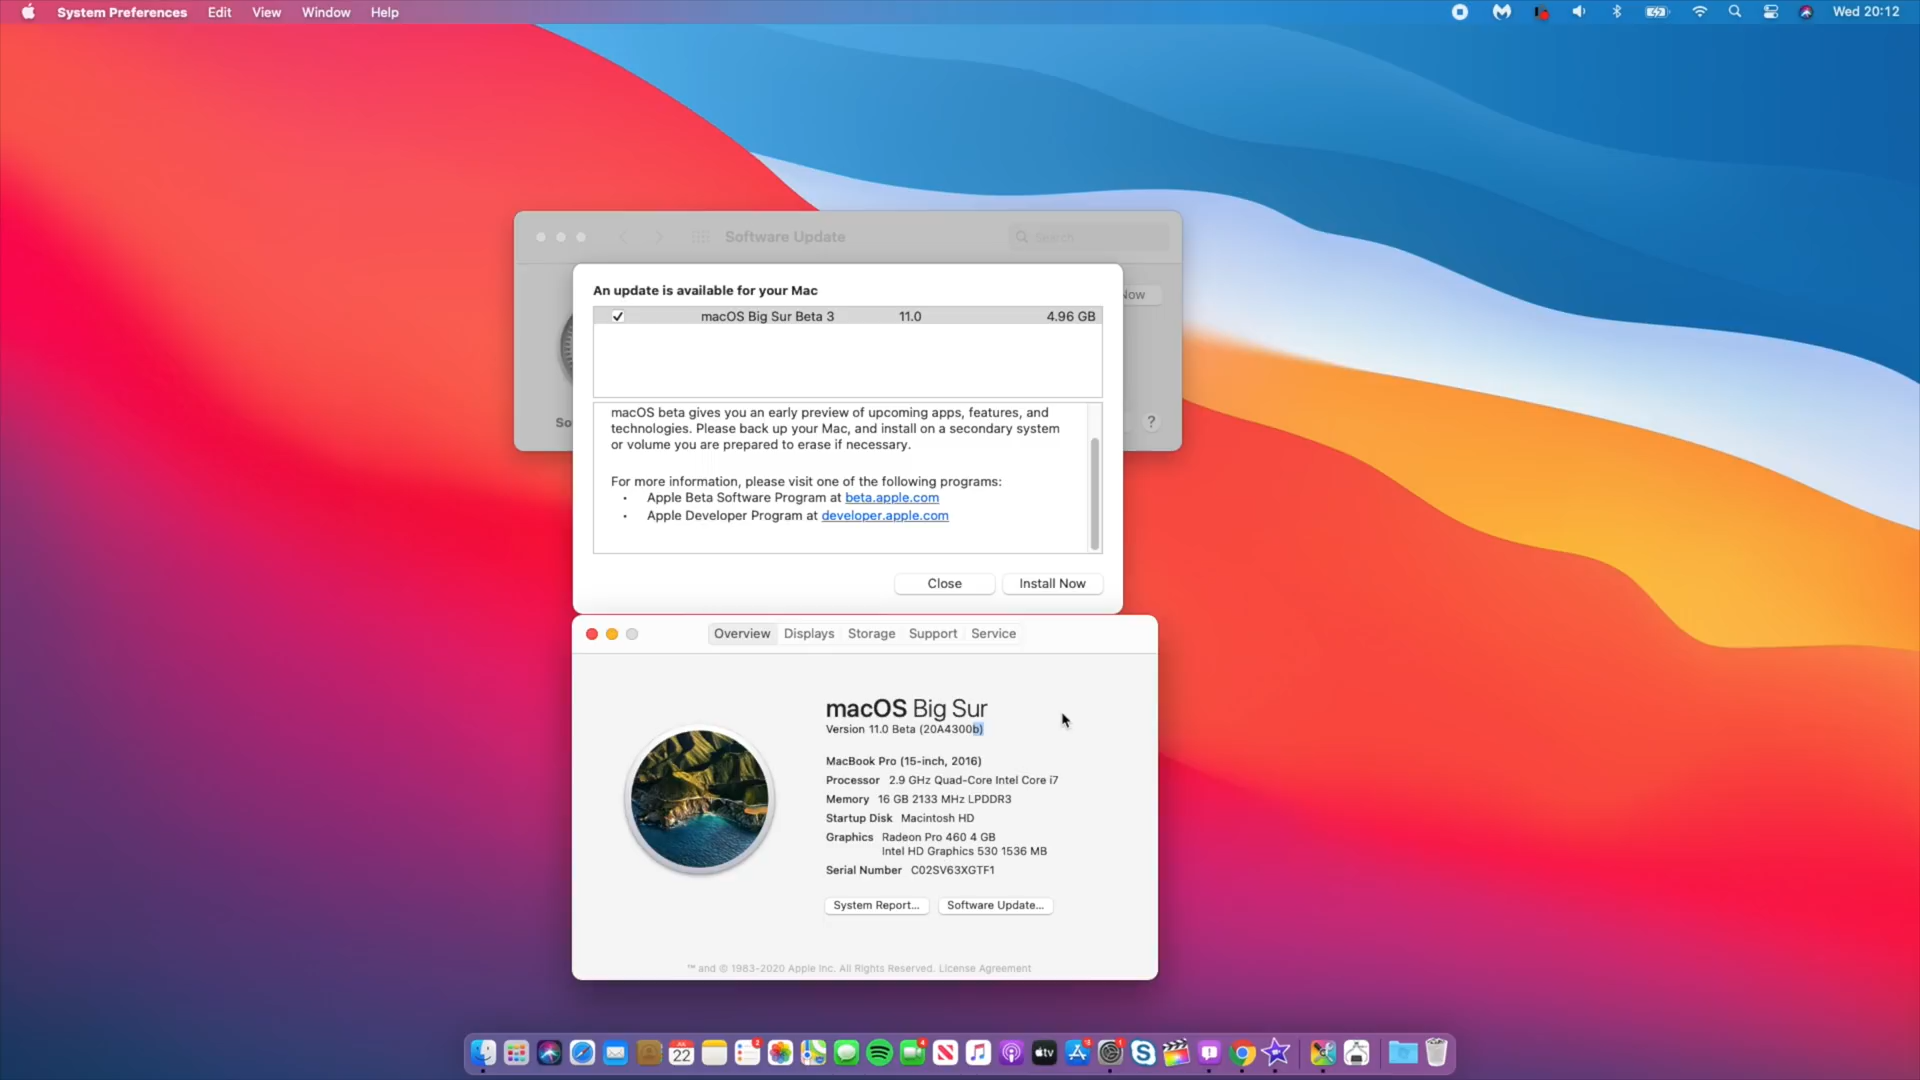 System Preferences Edit View Window Help
Wed 20:12
Software Update
Search
An update is available for your Mac
Now
macOS Big Sur Beta 3 11.0 4.96 GB
macOS beta gives you an early preview of upcoming apps, features, and
technologies. Please back up your Mac, and install on a secondary system
or volume you are prepared to erase if necessary.
So
?
For more information, please visit one of the following programs:
• Apple Beta Software Program at beta.apple.com
• Apple Developer Program at developer.apple.com
Close Install Now
Overview Displays Storage Support Service
macOS Big Sur
Version 11.0 Beta (20A4300b)
MacBook Pro (15-inch, 2016)
Processor 2.9 GHz Quad-Core Intel Core i7
Memory 16 GB 2133 MHz LPDDR3
Startup Disk Macintosh HD
Graphics Radeon Pro 460 4 GB
Intel HD Graphics 530 1536 MB
Serial Number C02SV63XGTF1
System Report... Software Update...
™ and © 1983-2020 Apple Inc. All Rights Reserved. License Agreement
22
tv